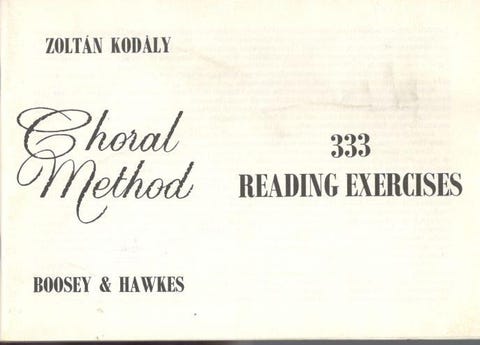 ZOLTÁN KODÁLY
Choral
Method
BOOSEY & HAWKES
333
READING EXERCISES